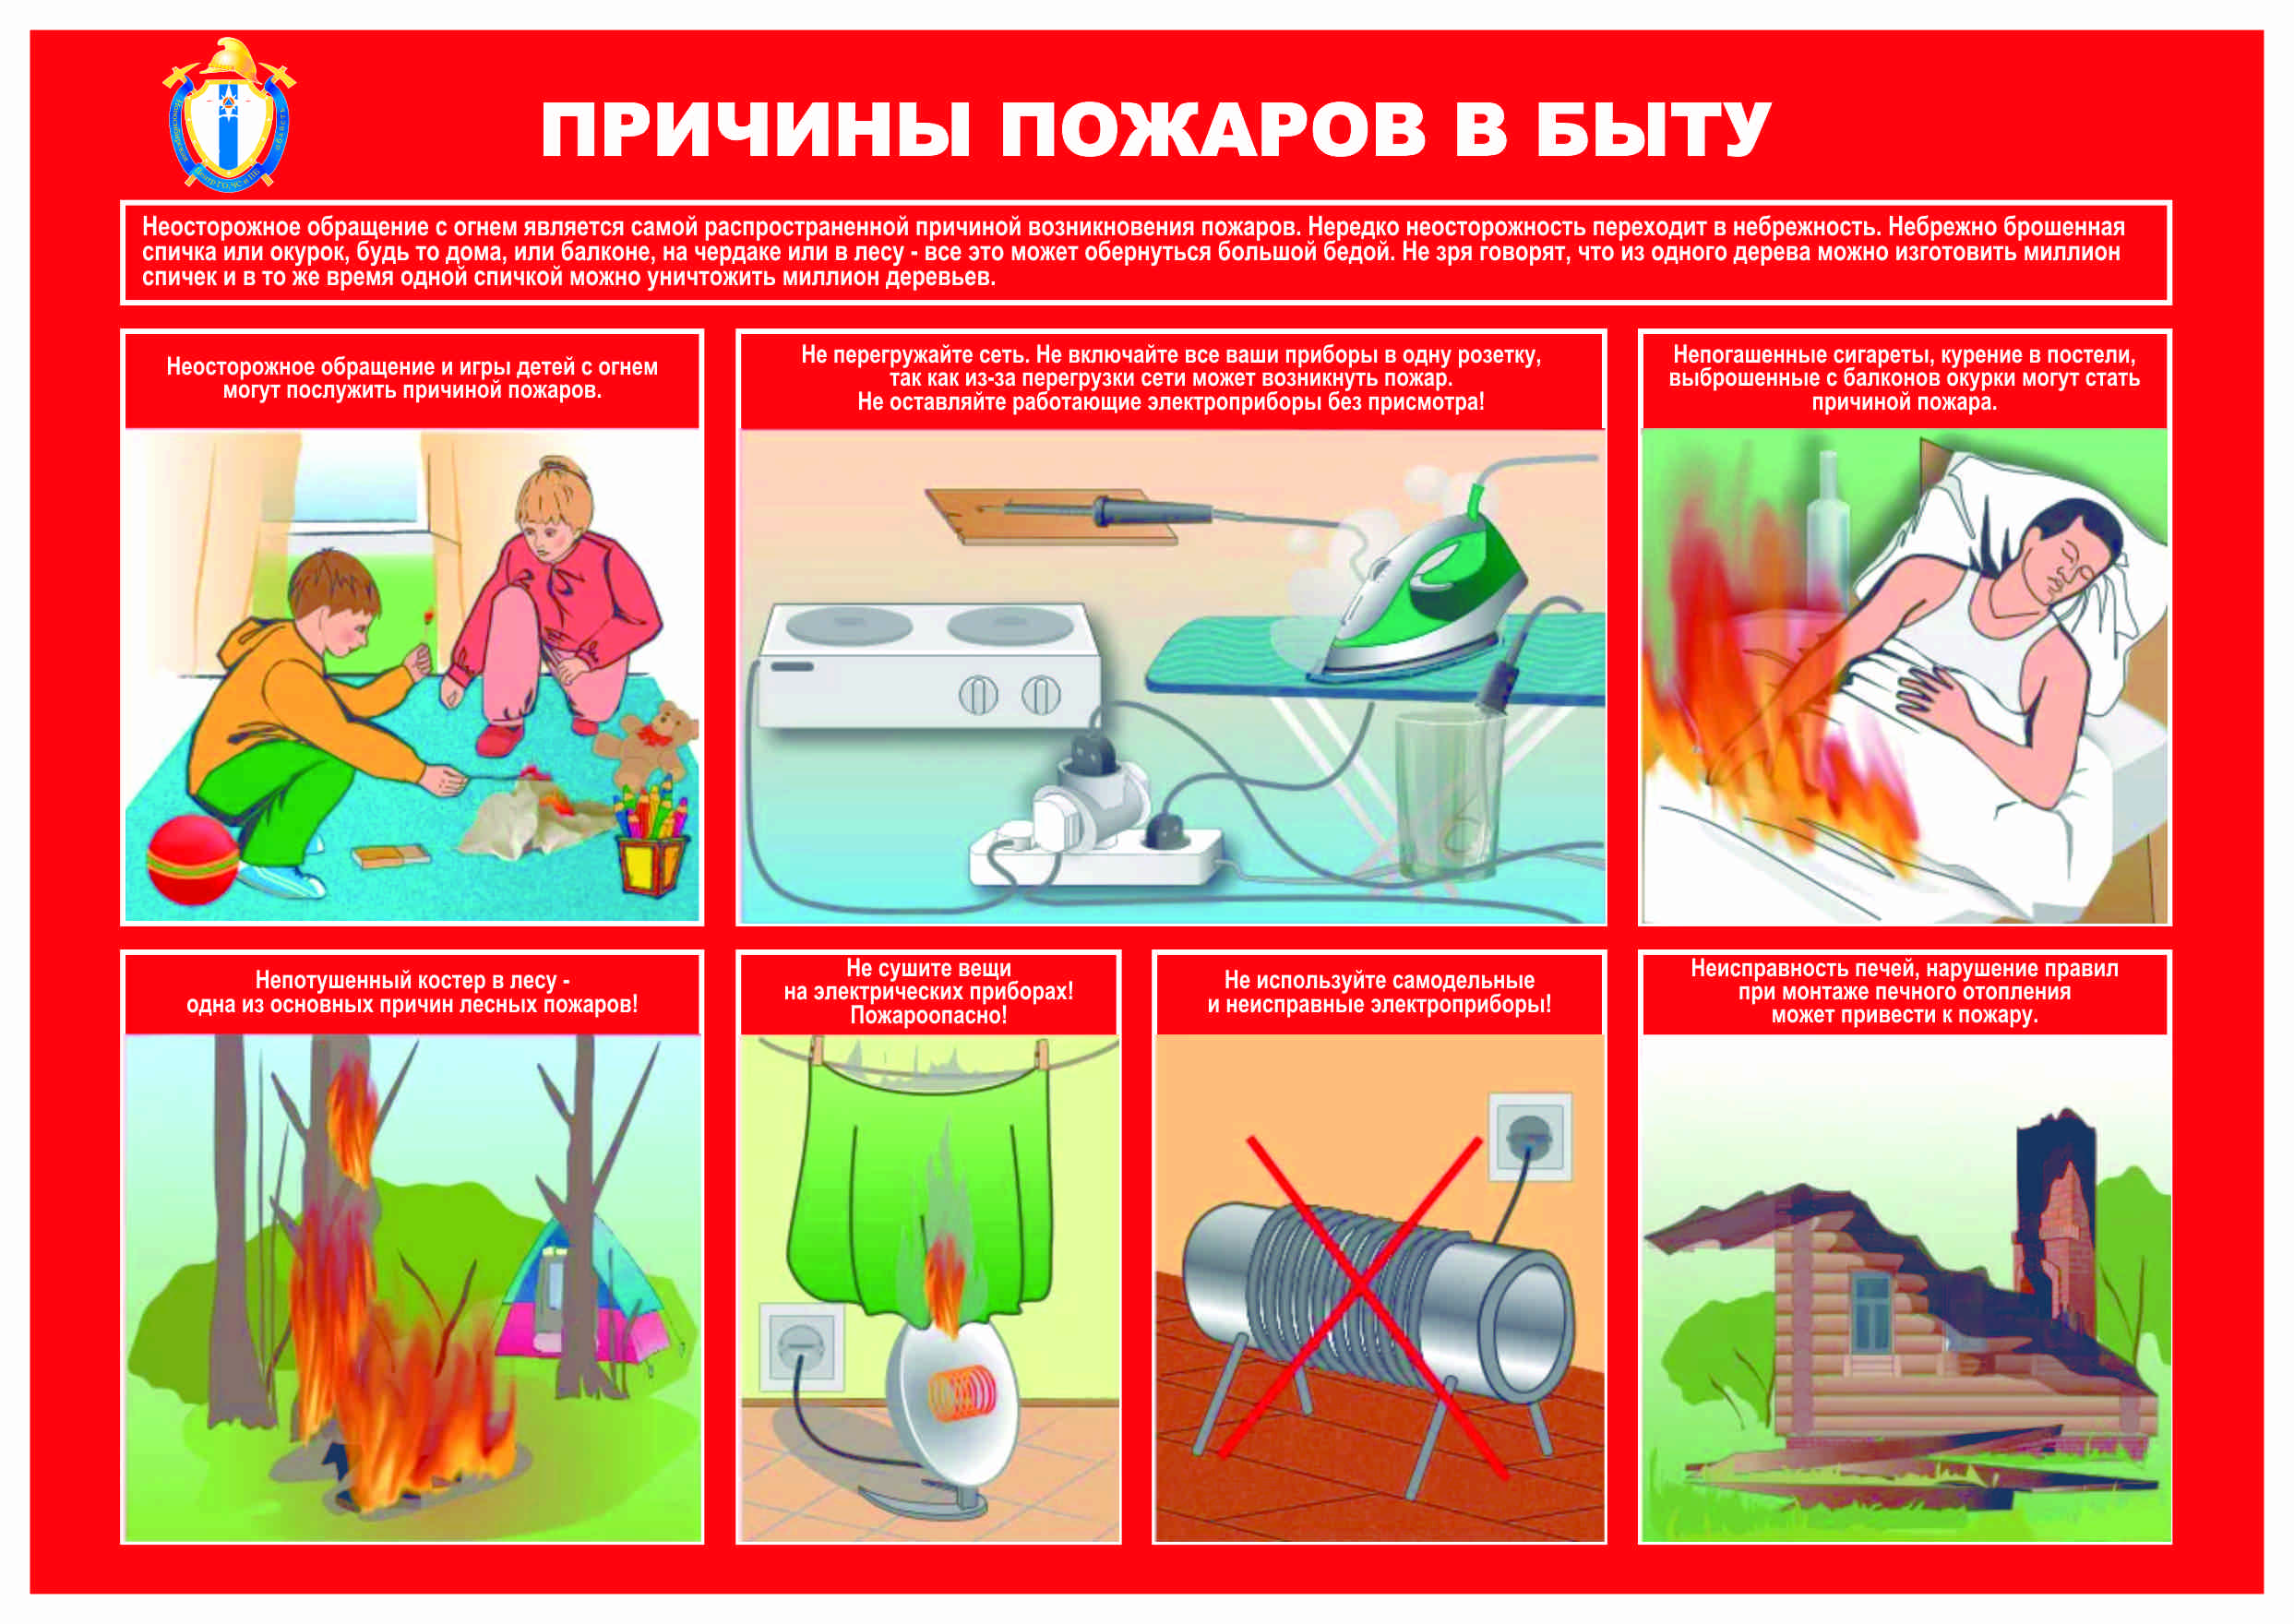 ПРИЧИНЫ ПОЖАРОВ В БЫТУ
Неосторожное обращение с огнем является самой распространенной причиной возникновения пожаров. Нередко неосторожность переходит в небрежность. Небрежно брошенная
спичка или окурок, будь то дома, или балконе, на чердаке или в лесу - все это может обернуться большой бедой. Не зря говорят, что из одного дерева можно изготовить миллион
спичек и в то же время одной спичкой можно уничтожить миллион деревьев.
Неосторожное обращение и игры детей с огнем
могут послужить причиной пожаров.
Не перегружайте сеть. Не включайте все ваши приборы в одну розетку,
так как из-за перегрузки сети может возникнуть пожар.
Не оставляйте работающие электроприборы без присмотра!
Непогашенные сигареты, курение в постели,
выброшенные с балконов окурки могут стать
причиной пожара.
Непотушенный костер в лесу -
одна из основных причин лесных пожаров!
Не сушите вещи
на электрических приборах!
Пожароопасно!
Не используйте самодельные
и неисправные электроприборы!
Неисправность печей, нарушение правил
при монтаже печного отопления
может привести к пожару.